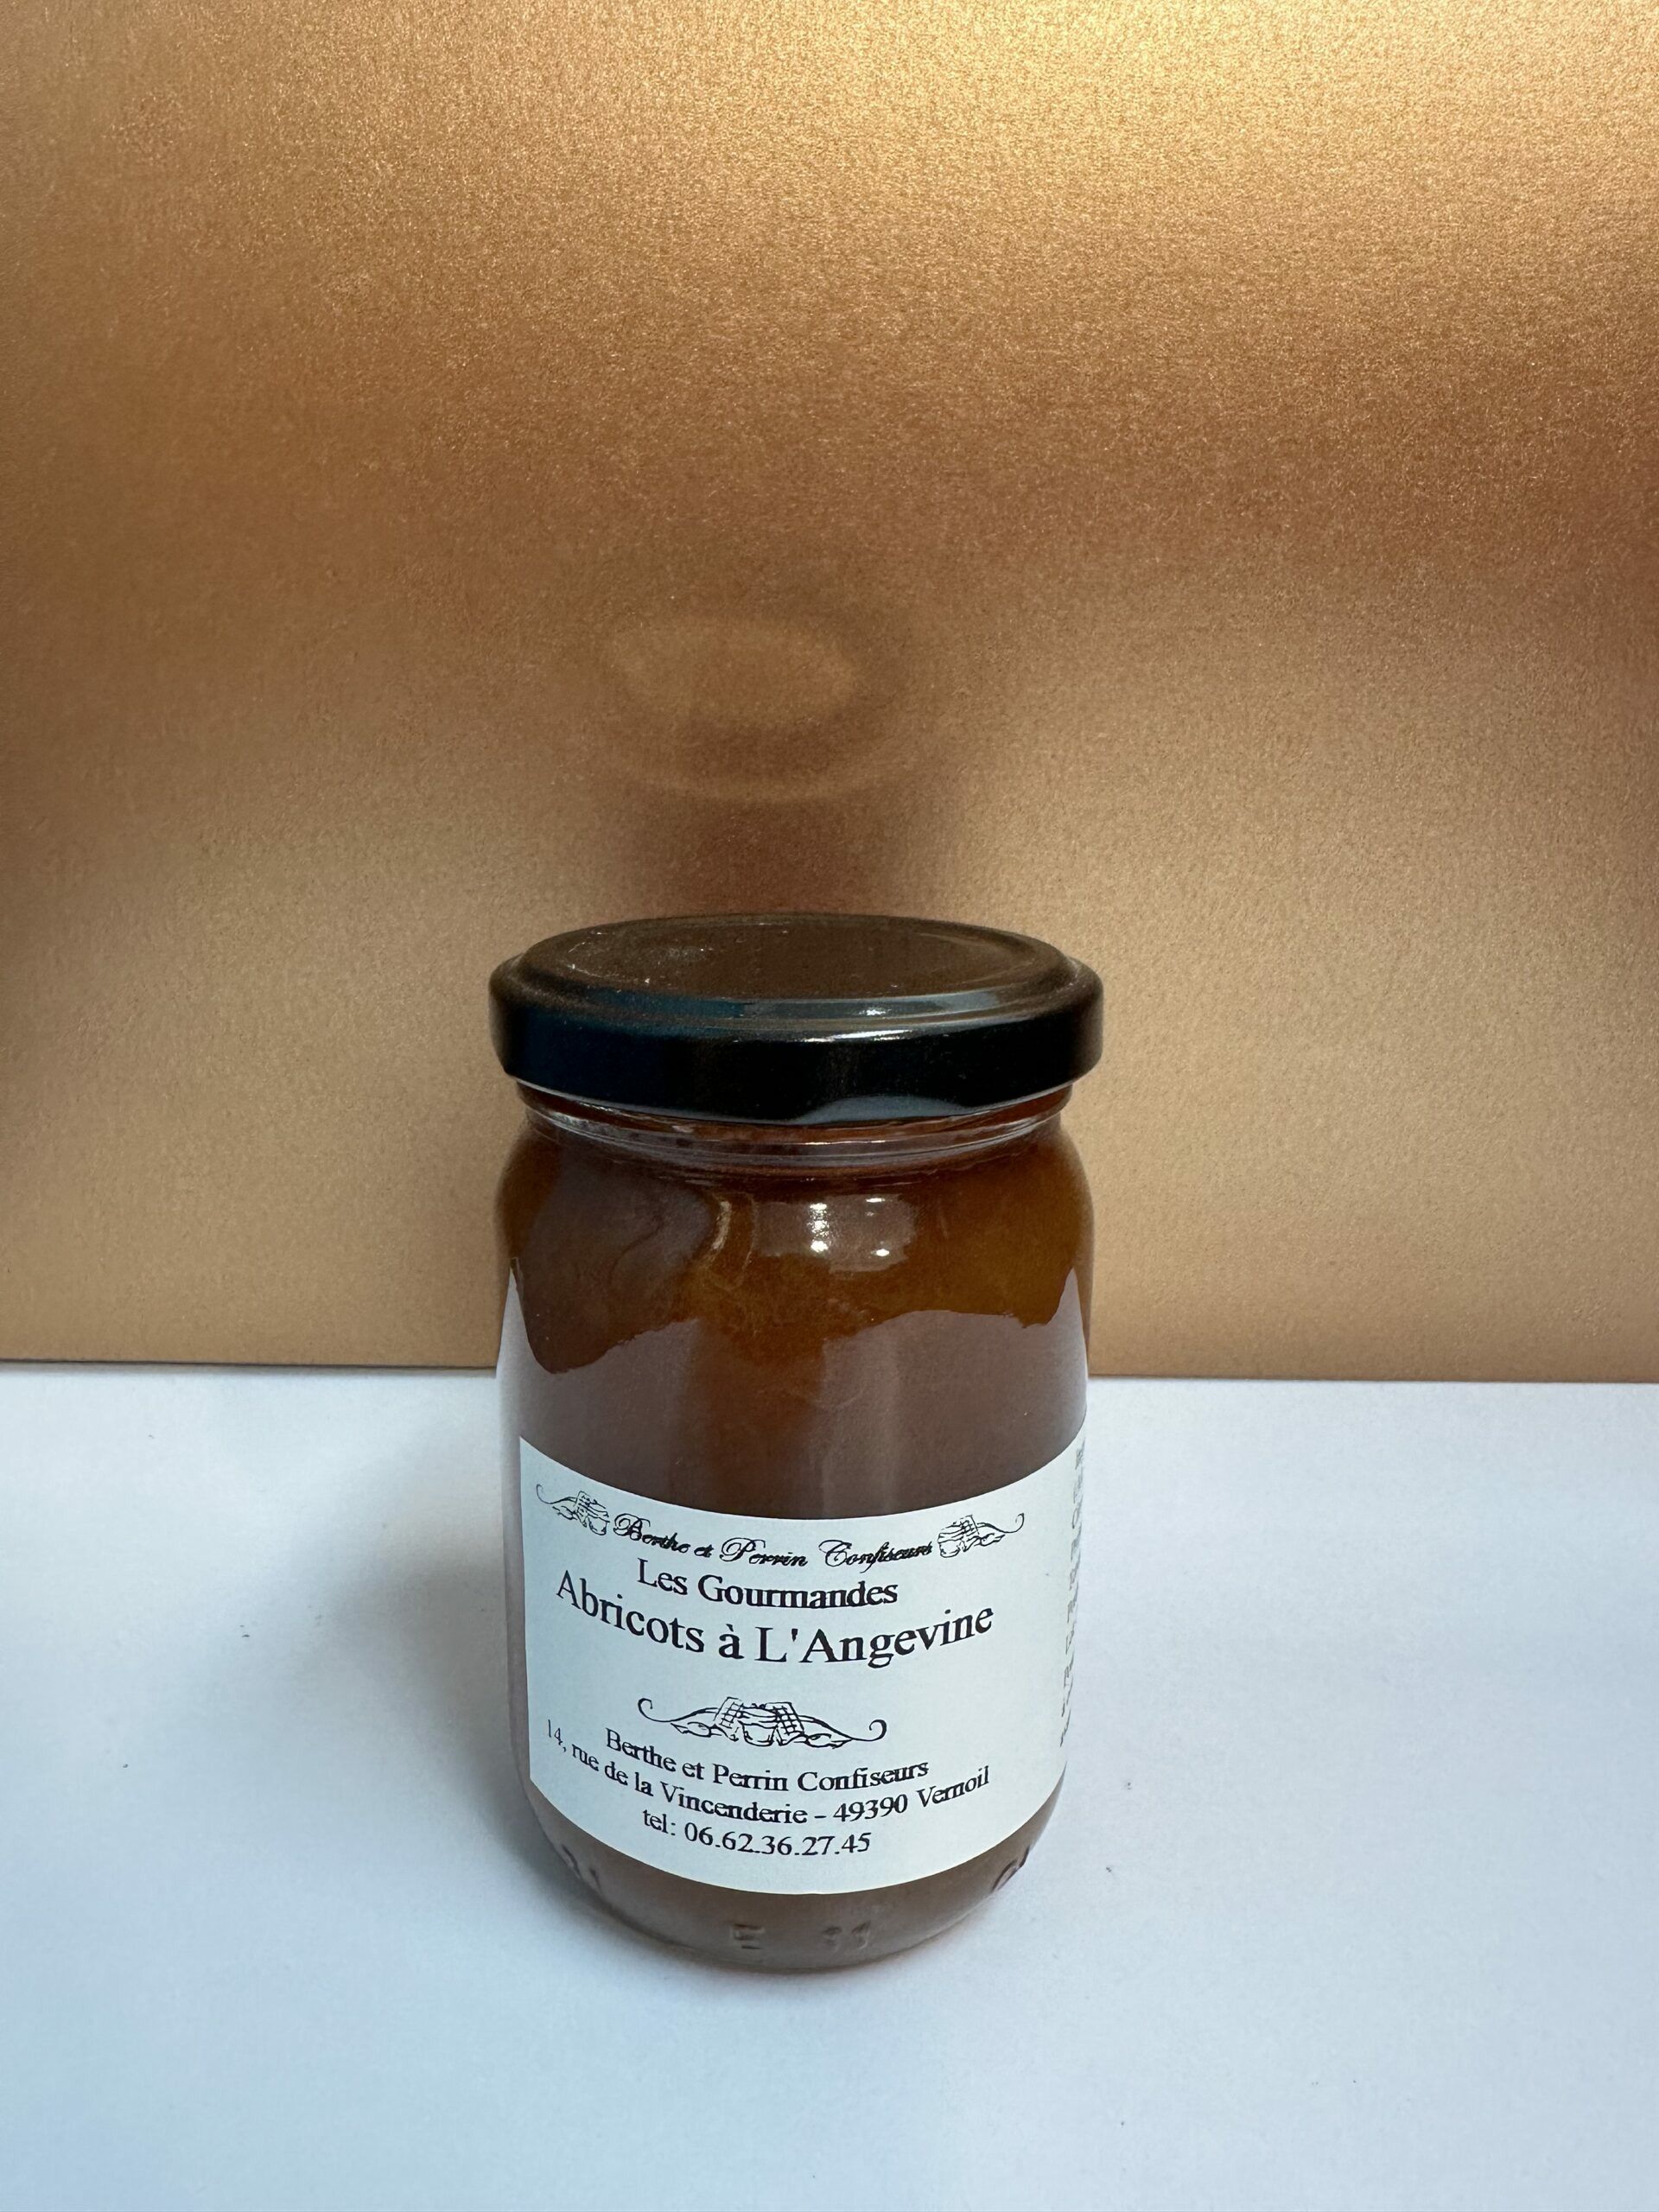 Berthe et Perrin Confiseurs
Les Gourmandes
Abricots à L'Angevine
Berthe et Perrin Confiseurs
14, rue de la Vincenderie - 49390 Vernoil
tel: 06.62.36.27.45
E 11